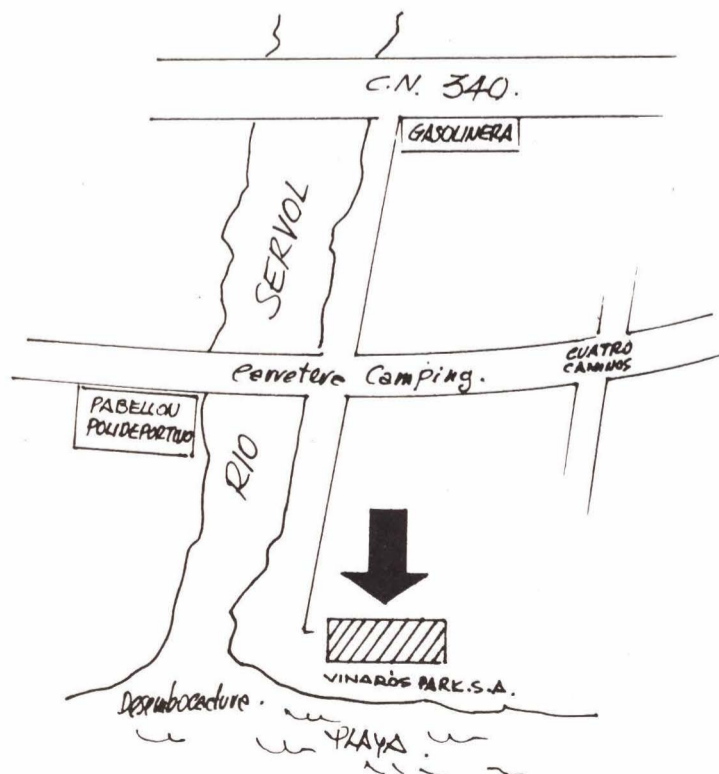 C.N. 340.
GASOLINERA
SERVOL
Carretera Camping.
CUATRO
CAMINOS
PABELLON
POLIDEPORTIVO
RIO
VINARÒS PARK.S.A.
Desembocadura.
PLAYA.